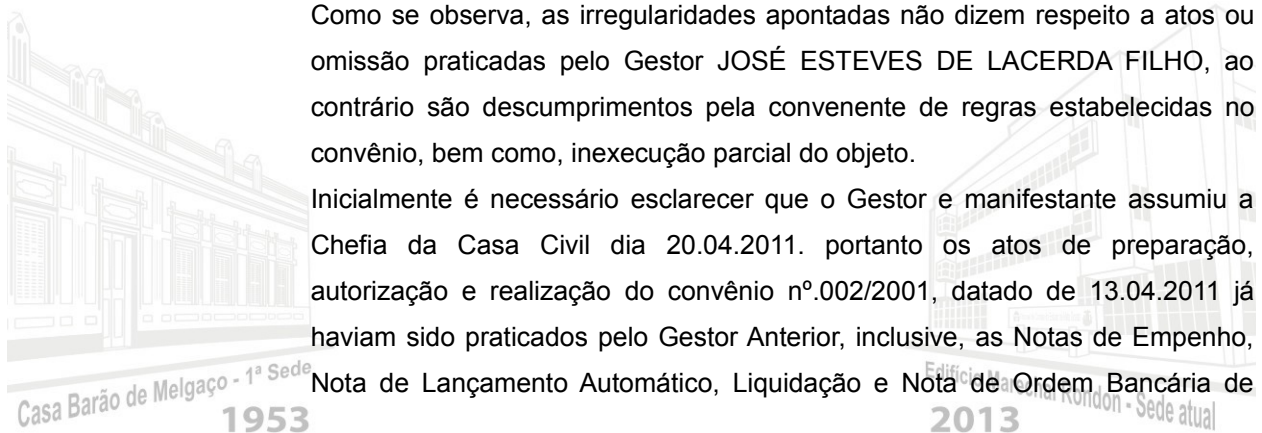 Como se observa, as irregularidades apontadas não dizem respeito a atos ou
omissão praticadas pelo Gestor JOSÉ ESTEVES DE LACERDA FILHO, ao
contrário são descumprimentos pela convenente de regras estabelecidas no
convênio, bem como, inexecução parcial do objeto.
Inicialmente é necessário esclarecer que o Gestor e manifestante assumiu a
Chefia da Casa Civil dia 20.04.2011. portanto os atos de preparação,
autorização e realização do convênio nº.002/2001, datado de 13.04.2011 já
haviam sido praticados pelo Gestor Anterior, inclusive, as Notas de Empenho,
Nota de Lançamento Automático, Liquidação e Nota de Ordem Bancária de
Casa Barão de Melgaço - 1ª Sede
1953
Rondon - Sede atual
2013